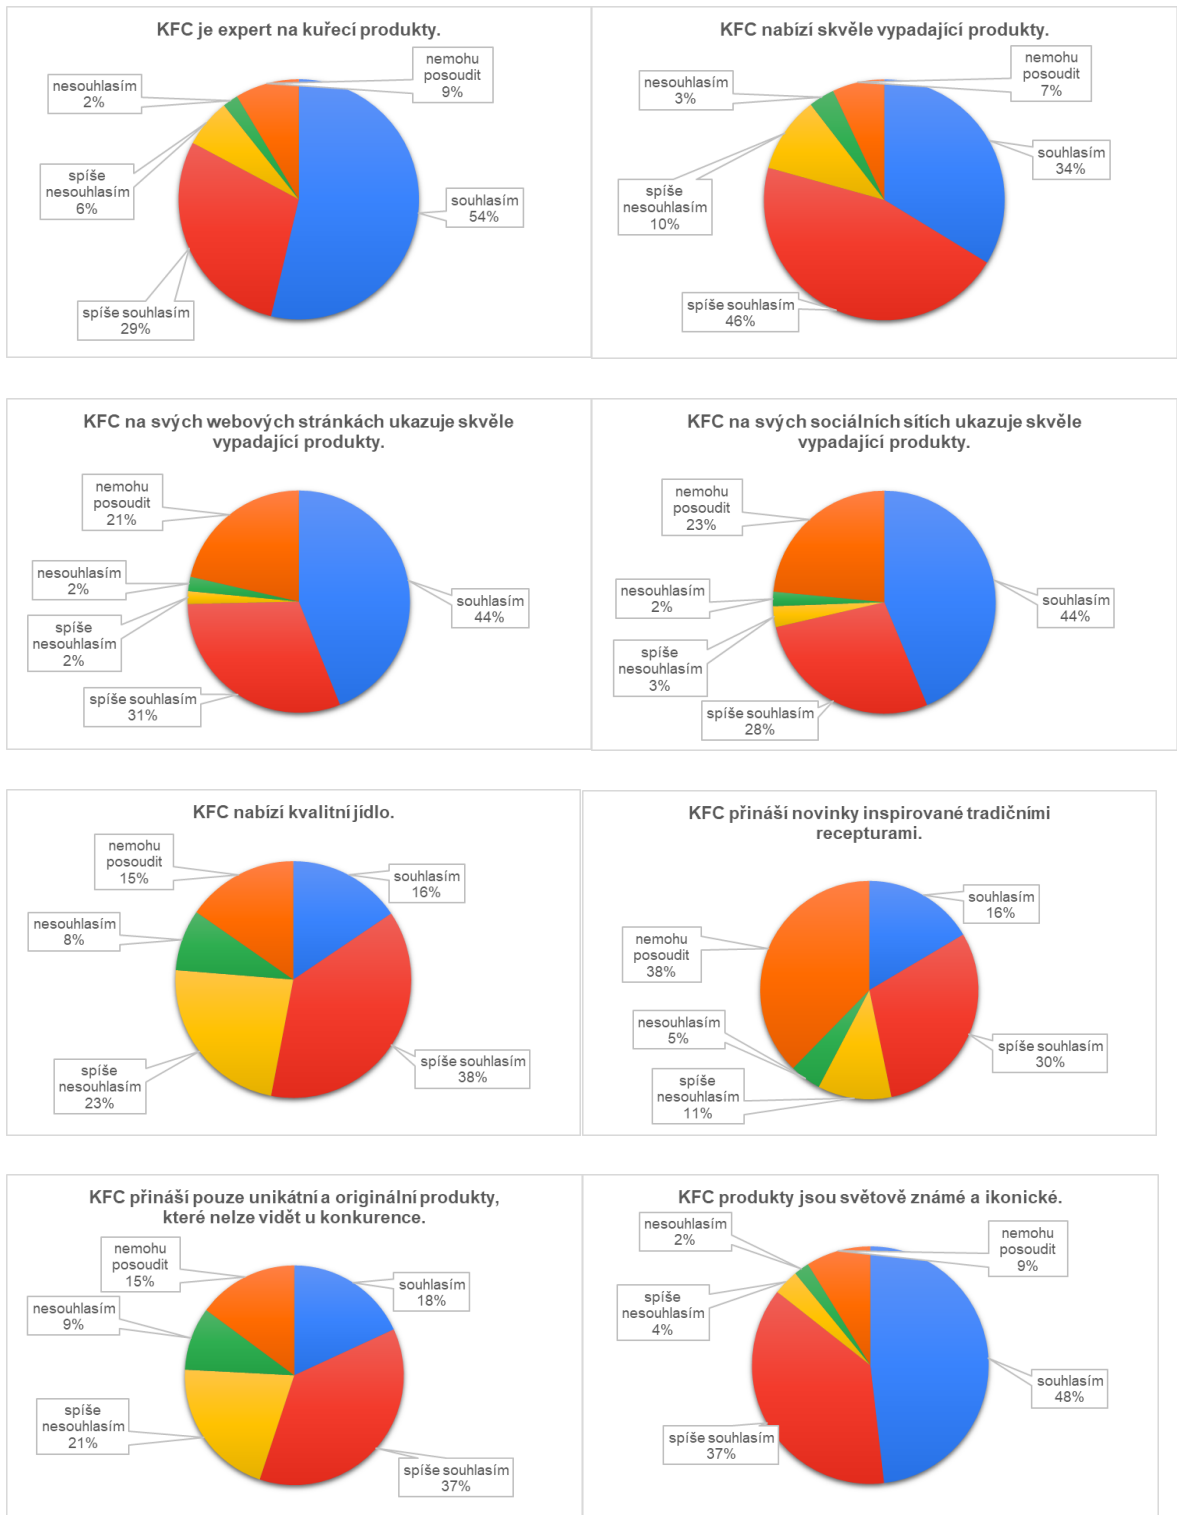 KFC je expert na kuřecí produkty.
nemohu
posoudit
9%
nesouhlasím
2%
spíše
nesouhlasím
6%
souhlasím
54%
spíše souhlasím
29%
KFC nabízí skvěle vypadající produkty.
nemohu
posoudit
7%
nesouhlasím
3%
souhlasím
34%
spíše
nesouhlasím
10%
spíše souhlasím
46%
KFC na svých webových stránkách ukazuje skvěle
vypadající produkty.
nemohu
posoudit
21%
nesouhlasím
2%
souhlasím
44%
spíše
nesouhlasím
2%
spíše souhlasím
31%
KFC na svých sociálních sítích ukazuje skvěle
vypadající produkty.
nemohu
posoudit
23%
nesouhlasím
2%
souhlasím
44%
spíše
nesouhlasím
3%
spíše souhlasím
28%
KFC nabízí kvalitní jídlo.
nemohu
posoudit
15%
souhlasím
16%
nesouhlasím
8%
spíše
nesouhlasím
23%
spíše souhlasím
38%
KFC přináší novinky inspirované tradičními
recepturami.
souhlasím
16%
nemohu
posoudit
38%
nesouhlasím
5%
spíše souhlasím
30%
spíše
nesouhlasím
11%
KFC přináší pouze unikátní a originální produkty,
které nelze vidět u konkurence.
nemohu
posoudit
15%
souhlasím
18%
nesouhlasím
9%
spíše
nesouhlasím
21%
spíše souhlasím
37%
KFC produkty jsou světově známé a ikonické.
nesouhlasím
2%
nemohu
posoudit
9%
spíše
nesouhlasím
4%
souhlasím
48%
spíše souhlasím
37%